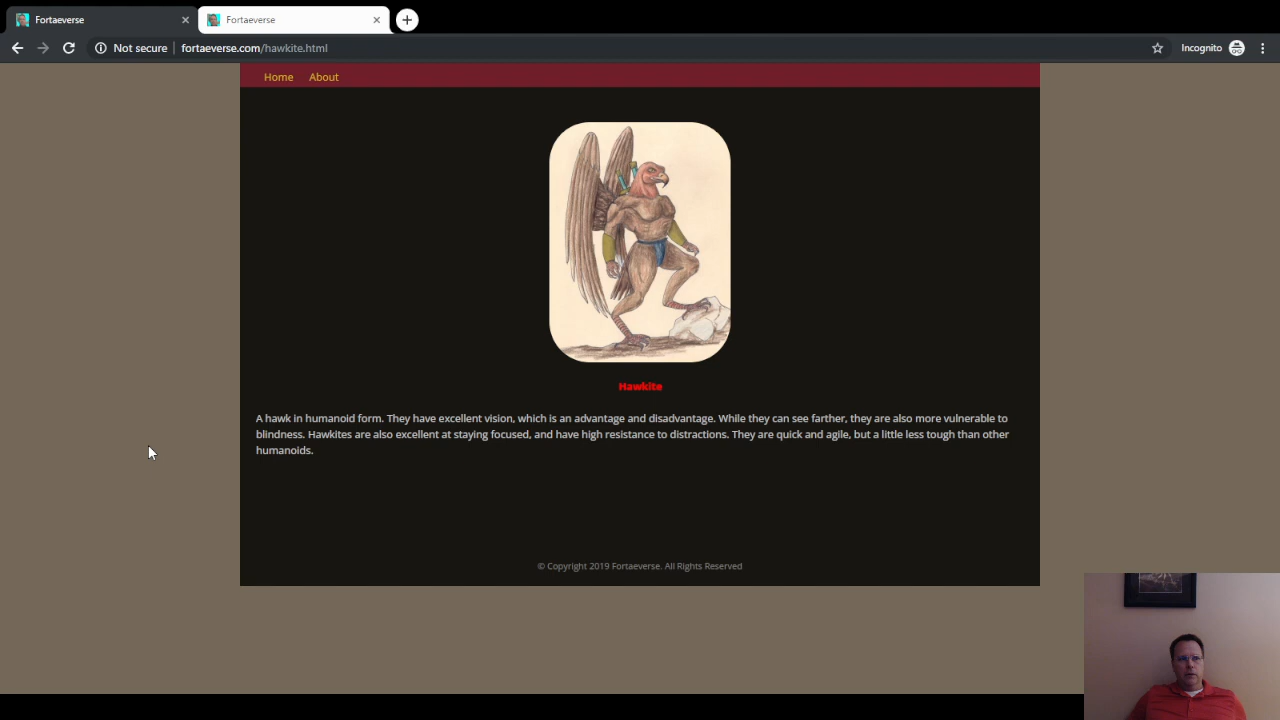 Fortaeverse
Fortaeverse
Not secure fortaeverse.com/hawkite.html
Incognito
Home About
Hawkite
A hawk in humanoid form. They have excellent vision, which is an advantage and disadvantage. While they can see farther, they are also more vulnerable to
blindness. Hawkites are also excellent at staying focused, and have high resistance to distractions. They are quick and agile, but a little less tough than other
humanoids.
© Copyright 2019 Fortaeverse. All Rights Reserved